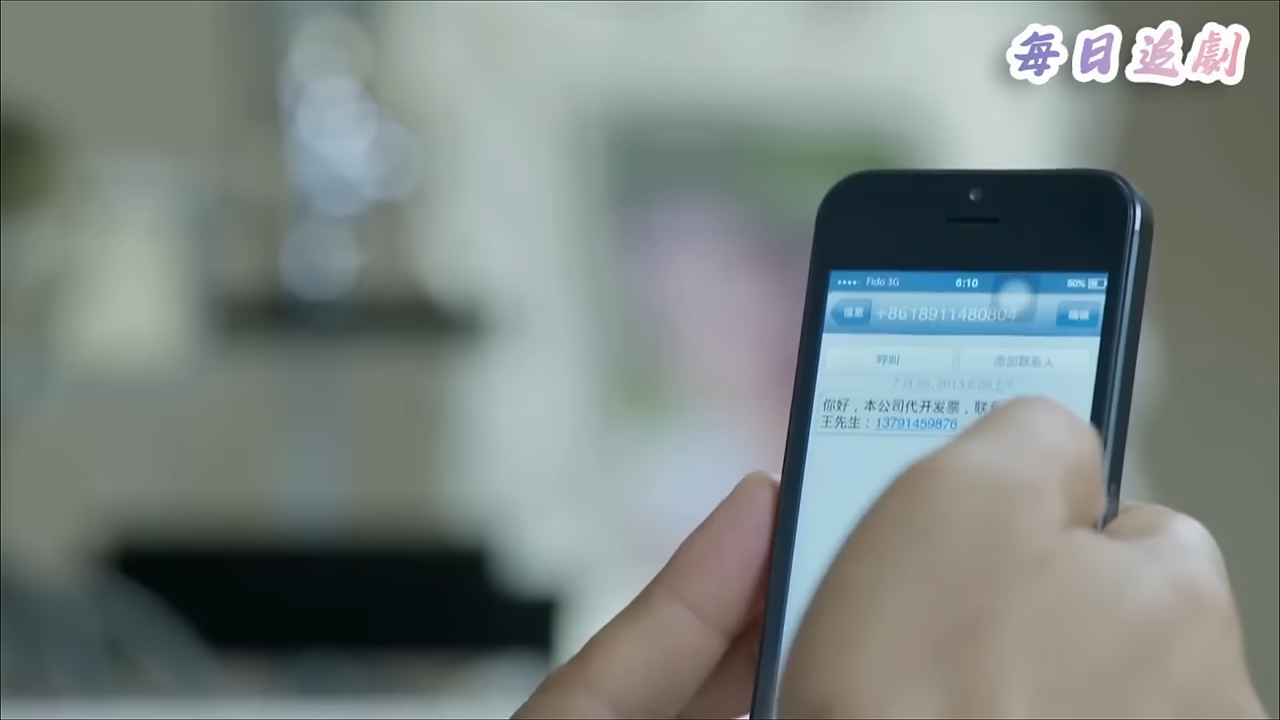 每日追劇
Fido 3G 6:10 50%
信息 +8618911480304 编辑
呼叫 添加联系人
你好，本公司代开发票，联
王先生：13791459876